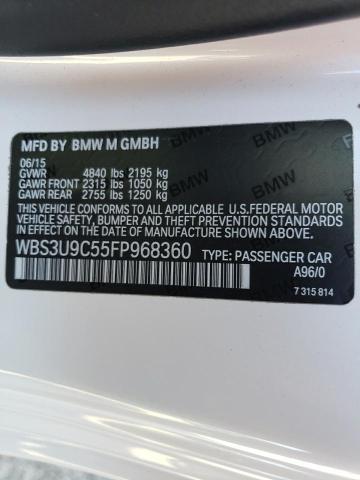 MFD BY BMW M GMBH
06/15
GVWR 4840 lbs 2195 kg
GAWR FRONT 2315 lbs 1050 kg
GAWR REAR 2755 lbs 1250 kg
THIS VEHICLE CONFORMS TO ALL APPLICABLE U.S.FEDERAL MOTOR
VEHICLE SAFETY, BUMPER, AND THEFT PREVENTION STANDARDS
IN EFFECT ON THE DATE OF MANUFACTURE SHOWN ABOVE.
WBS3U9C55FP968360 TYPE: PASSENGER CAR
A96/0
7 315 814